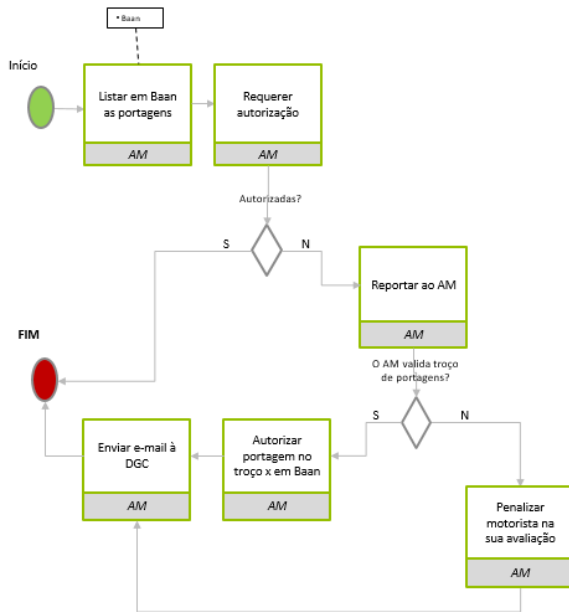 • Baan
Início
Listar em Baan
as portagens
AM
Requerer
autorização
AM
Autorizadas?
S
N
Reportar ao AM
AM
FIM
O AM valida troço
de portagens?
S
N
Enviar e-mail à
DGC
AM
Autorizar
portagem no
troço x em Baan
AM
Penalizar
motorista na
sua avaliação
AM